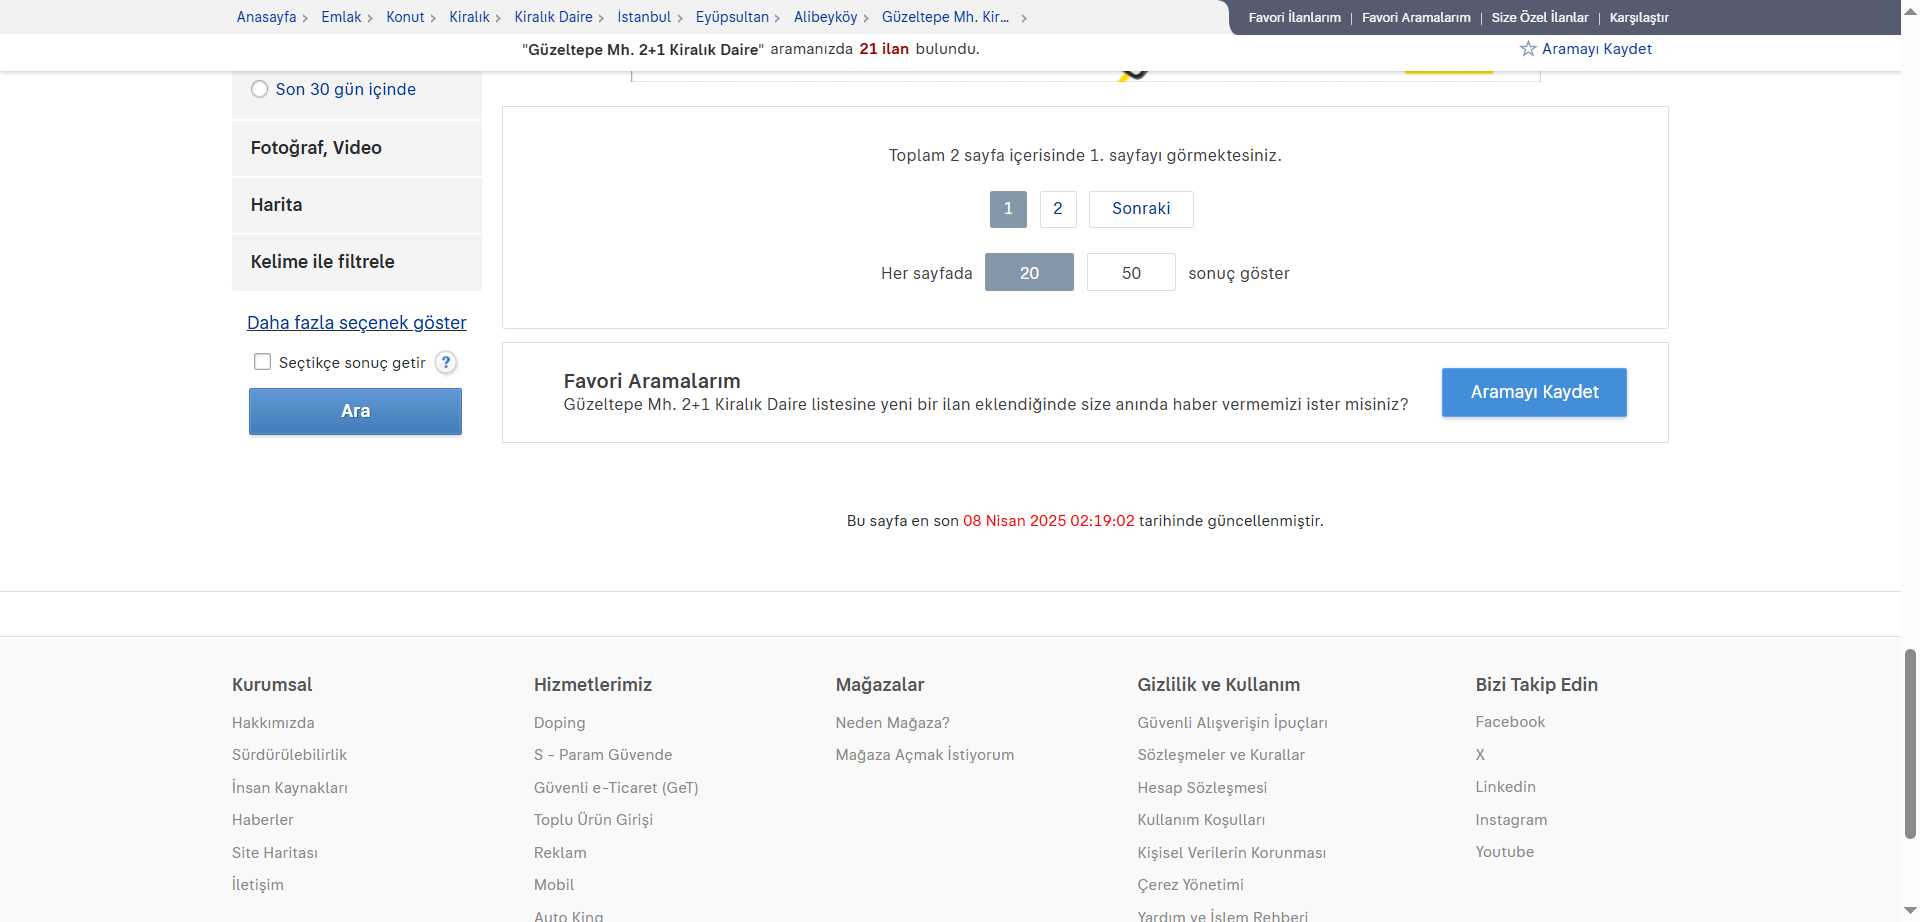 Anasayfa > Emlak > Konut > Kiralık > Kiralık Daire > İstanbul > Eyüpsultan > Alibeyköy > Güzeltepe Mh. Kir... >
Favori İlanlarım | Favori Aramalarım | Size Özel İlanlar | Karşılaştır
"Güzeltepe Mh. 2+1 Kiralık Daire" aramanızda 21 ilan bulundu.
Aramayı Kaydet
Son 30 gün içinde
Fotoğraf, Video
Harita
Kelime ile filtrele
Daha fazla seçenek göster
Seçtikçe sonuç getir ?
Ara
Toplam 2 sayfa içerisinde 1. sayfayı görmektesiniz.
1 2 Sonraki
Her sayfada 20 50 sonuç göster
Favori Aramalarım
Güzeltepe Mh. 2+1 Kiralık Daire listesine yeni bir ilan eklendiğinde size anında haber vermemizi ister misiniz?
Aramayı Kaydet
Bu sayfa en son 08 Nisan 2025 02:19:02 tarihinde güncellenmiştir.
Kurumsal
Hakkımızda
Sürdürülebilirlik
İnsan Kaynakları
Haberler
Site Haritası
İletişim
Hizmetlerimiz
Doping
S - Param Güvende
Güvenli e-Ticaret (GeT)
Toplu Ürün Girişi
Reklam
Mobil
Auto King
Mağazalar
Neden Mağaza?
Mağaza Açmak İstiyorum
Gizlilik ve Kullanım
Güvenli Alışverişin İpuçları
Sözleşmeler ve Kurallar
Hesap Sözleşmesi
Kullanım Koşulları
Kişisel Verilerin Korunması
Çerez Yönetimi
Yardım ve İşlem Rehberi
Bizi Takip Edin
Facebook
X
Linkedin
Instagram
Youtube